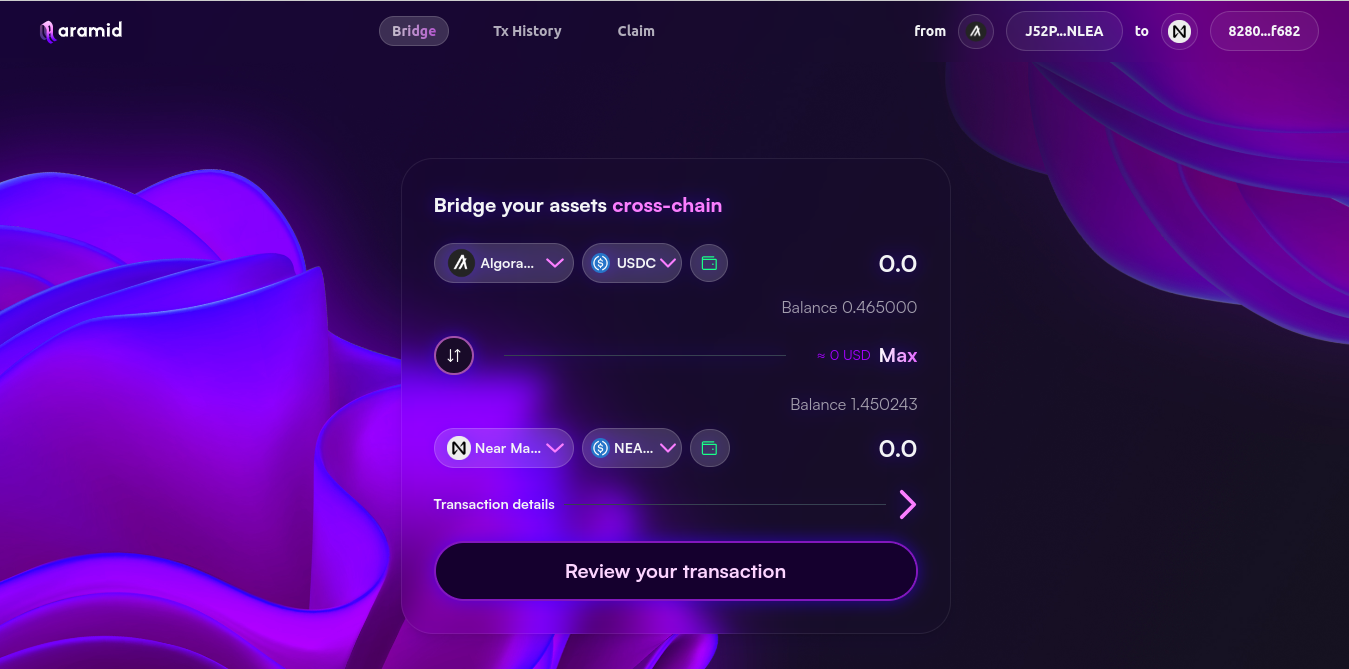 aramid Bridge Tx History Claim from J52P...NLEA to 8280...f682
Bridge your assets cross-chain
Algora... USDC 0.0
Balance 0.465000
≈ 0 USD Max
Balance 1.450243
Near Ma... NEA... 0.0
Transaction details
Review your transaction